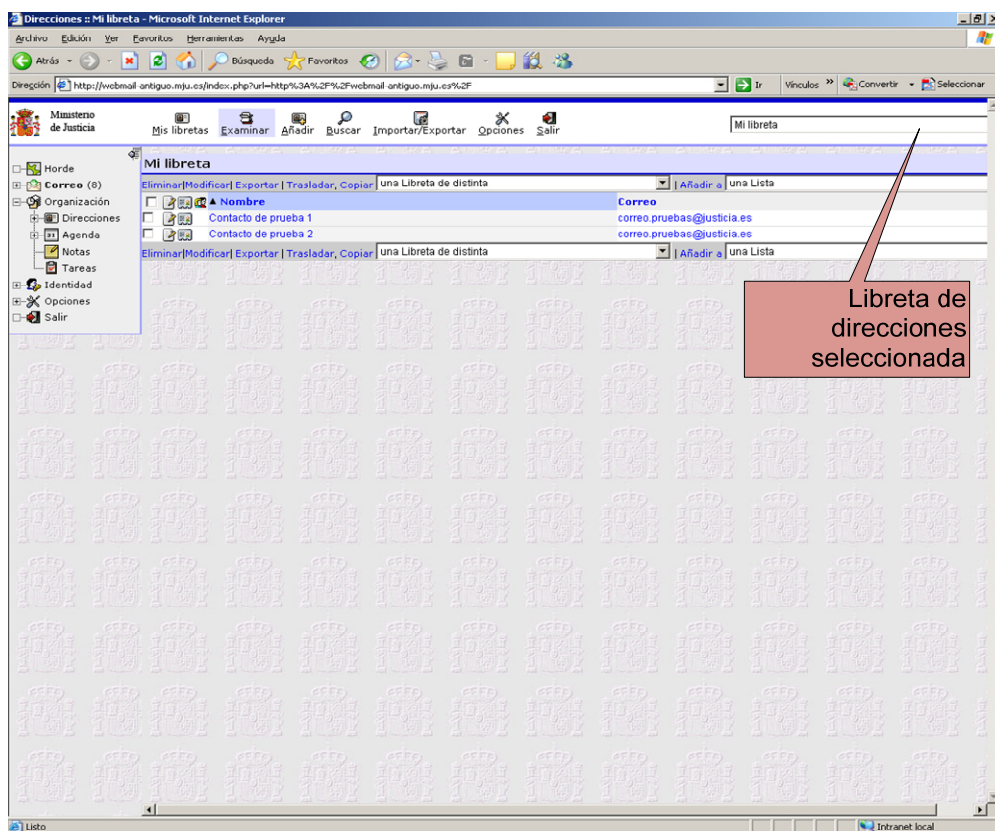 Direcciones :: Mi libreta - Microsoft Internet Explorer
Archivo Edición Ver Favoritos Herramientas Ayuda
Atrás Búsqueda Favoritos
Dirección http://webmail-antiguo.mju.es/index.php?url=http%3A%2F%2Fwebmail-antiguo.mju.es%2F Ir Vínculos » Convertir Seleccionar
Ministerio
de Justicia
Mis libretas Examinar Añadir Buscar Importar/Exportar Opciones Salir
Mi libreta
Horde
Correo (0)
Organización
Direcciones
Agenda
Notas
Tareas
Identidad
Opciones
Salir
Mi libreta
Eliminar|Modificar| Exportar | Trasladar, Copiar una Libreta de distinta | Añadir a una Lista
Nombre Correo
Contacto de prueba 1 correo.pruebas@justicia.es
Contacto de prueba 2 correo.pruebas@justicia.es
Eliminar|Modificar| Exportar | Trasladar, Copiar una Libreta de distinta | Añadir a una Lista
Libreta de
direcciones
seleccionada
Listo Intranet local